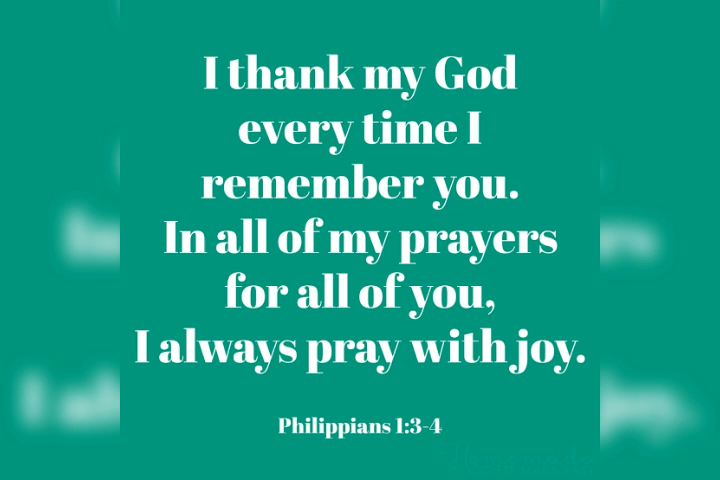 I thank my God
every time I
remember you.
In all of my prayers
for all of you,
I always pray with joy.
Philippians 1:3-4